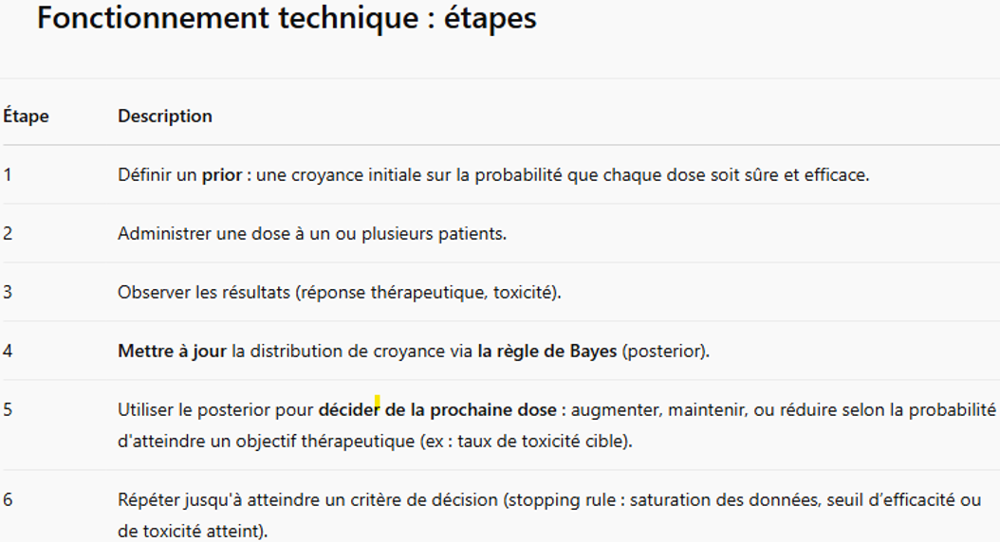 Fonctionnement technique : étapes
Étape Description
1 Définir un prior : une croyance initiale sur la probabilité que chaque dose soit sûre et efficace.
2 Administrer une dose à un ou plusieurs patients.
3 Observer les résultats (réponse thérapeutique, toxicité).
4 Mettre à jour la distribution de croyance via la règle de Bayes (posterior).
5 Utiliser le posterior pour décider de la prochaine dose : augmenter, maintenir, ou réduire selon la probabilité
d'atteindre un objectif thérapeutique (ex : taux de toxicité cible).
6 Répéter jusqu'à atteindre un critère de décision (stopping rule : saturation des données, seuil d’efficacité ou
de toxicité atteint).